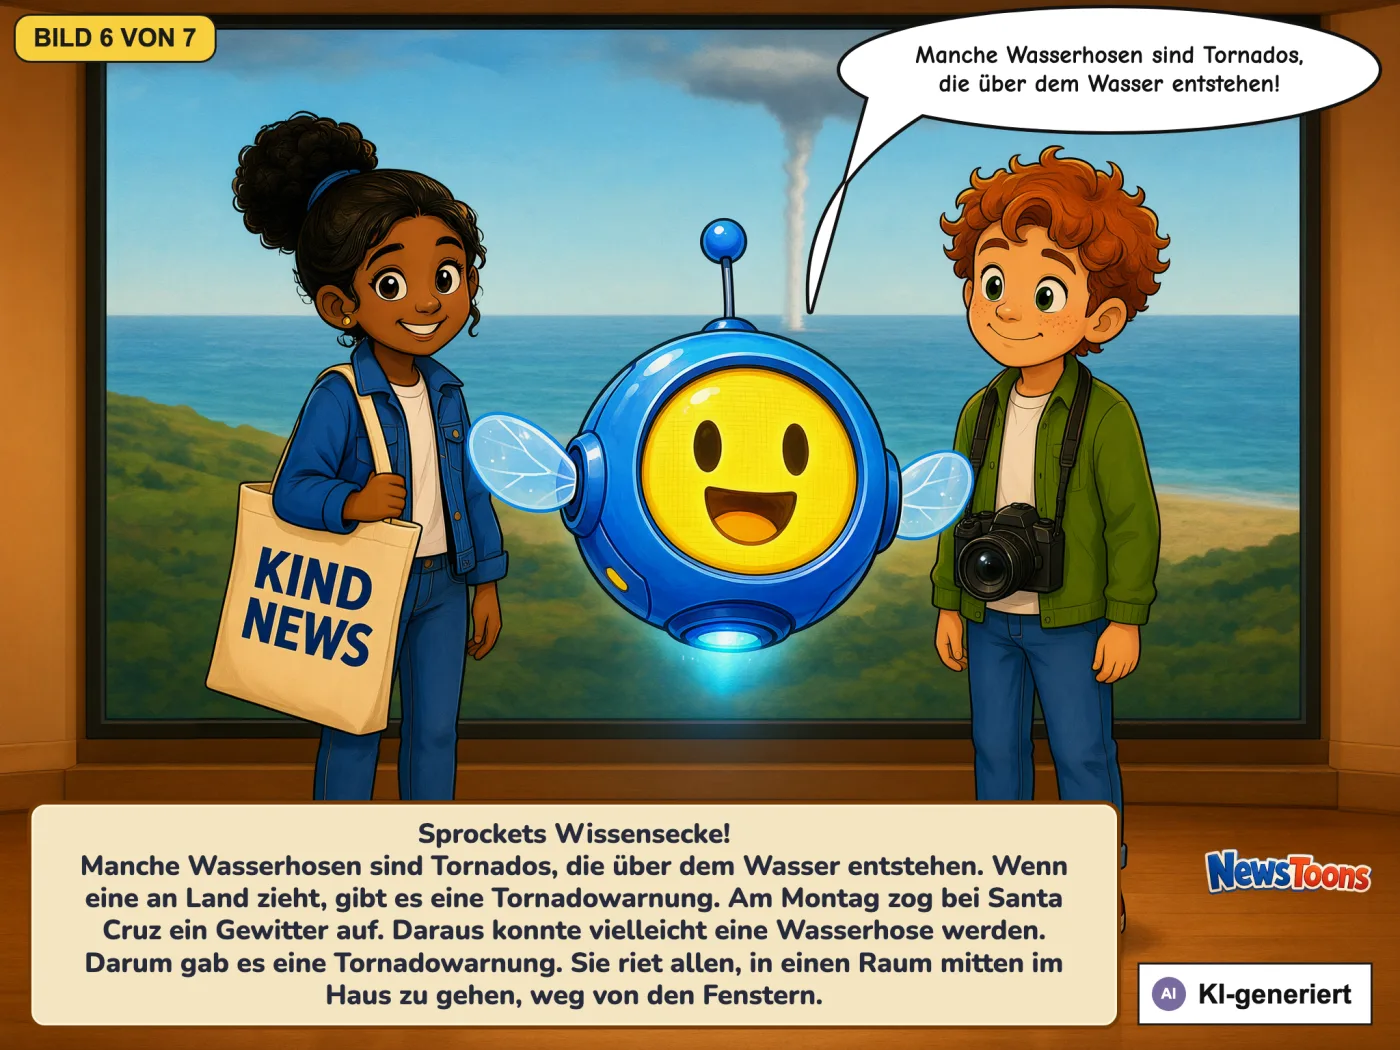 BILD 6 VON 7
Manche Wasserhosen sind Tornados,
die über dem Wasser entstehen!
KIND
NEWS
Sprockets Wissensecke!
Manche Wasserhosen sind Tornados, die über dem Wasser entstehen. Wenn
eine an Land zieht, gibt es eine Tornadowarnung. Am Montag zog bei Santa
Cruz ein Gewitter auf. Daraus konnte vielleicht eine Wasserhose werden.
Darum gab es eine Tornadowarnung. Sie riet allen, in einen Raum mitten im
Haus zu gehen, weg von den Fenstern.
NewsToons
AI KI-generiert